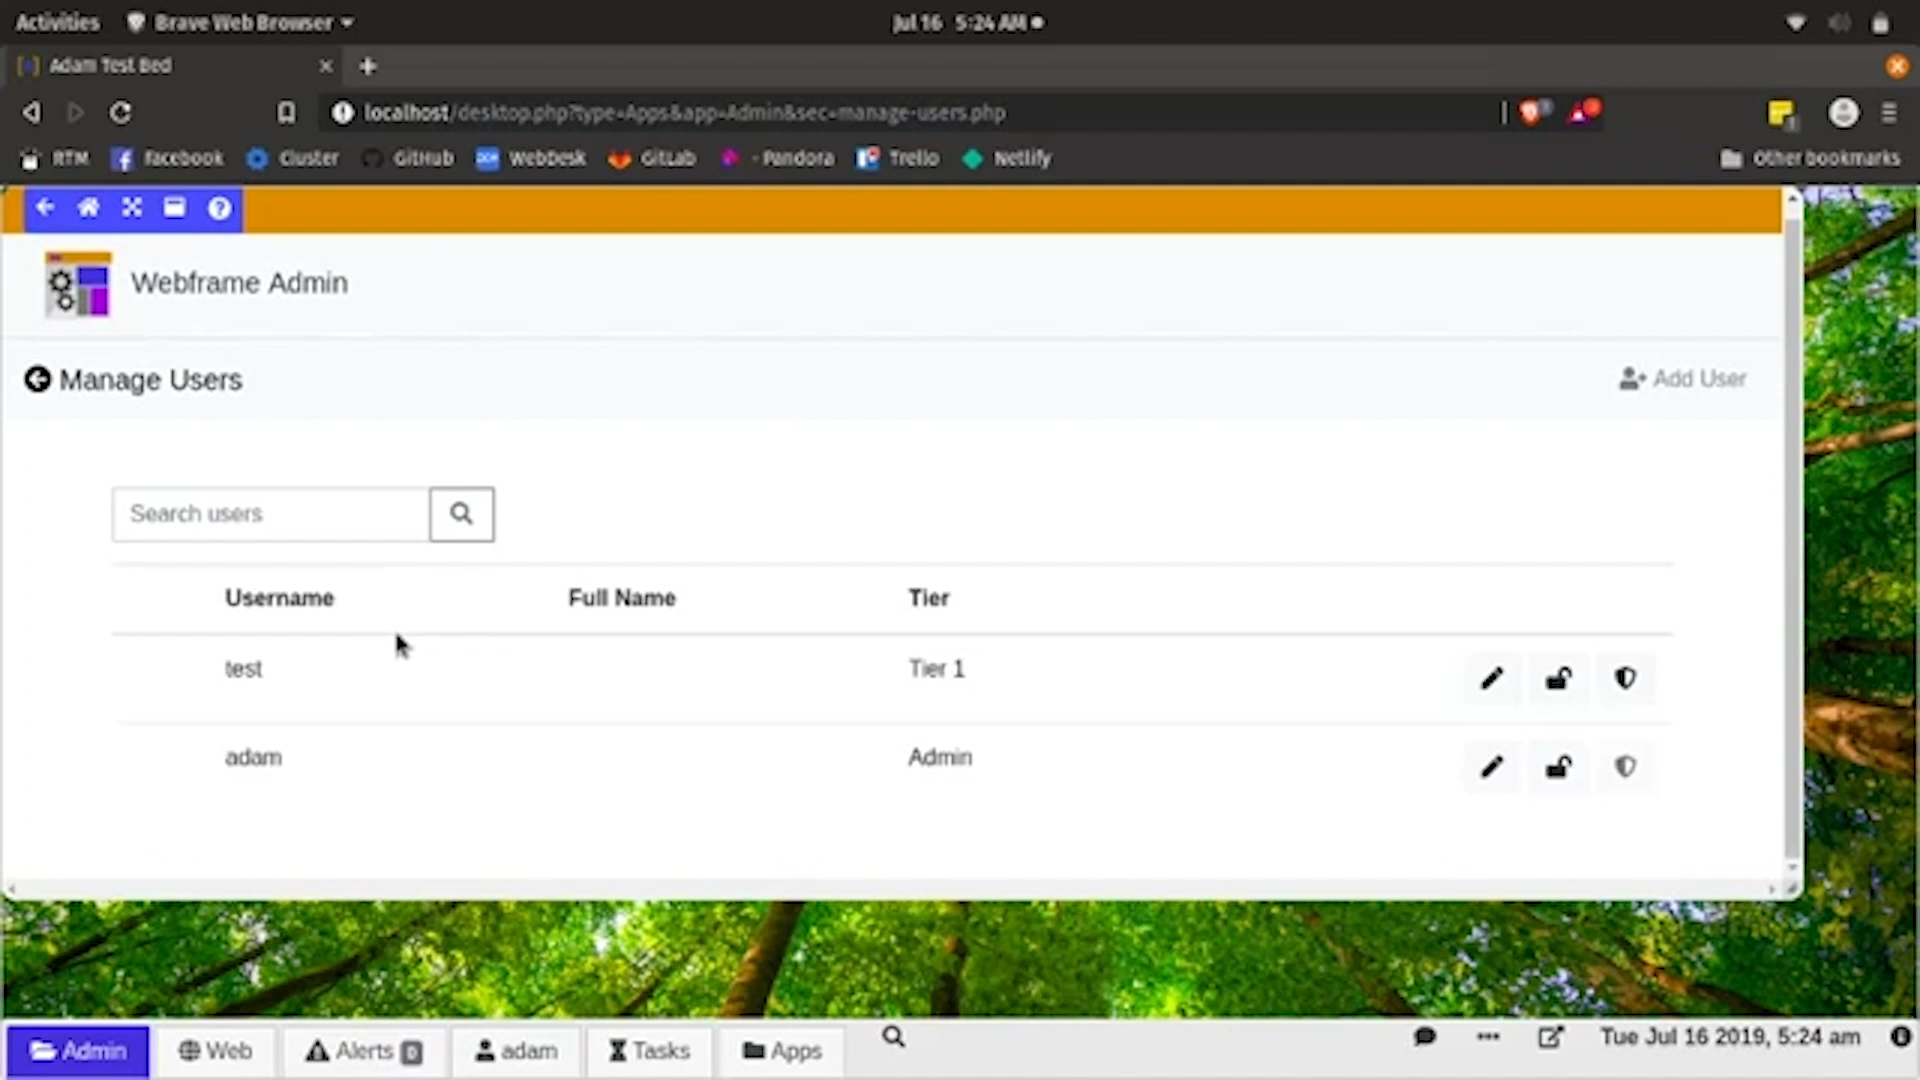 Activities Brave Web Browser Jul 16 5:24 AM
Adam Test Bed
localhost/desktop.php?type=Apps&app=Admin&sec=manage-users.php
RTM Facebook Cluster GitHub WebDesk GitLab - Pandora Trello Netlify Other bookmarks
Webframe Admin
Manage Users Add User
Search users
Username Full Name Tier
test Tier 1
adam Admin
Admin Web Alerts 0 adam Tasks Apps Tue Jul 16 2019, 5:24 am